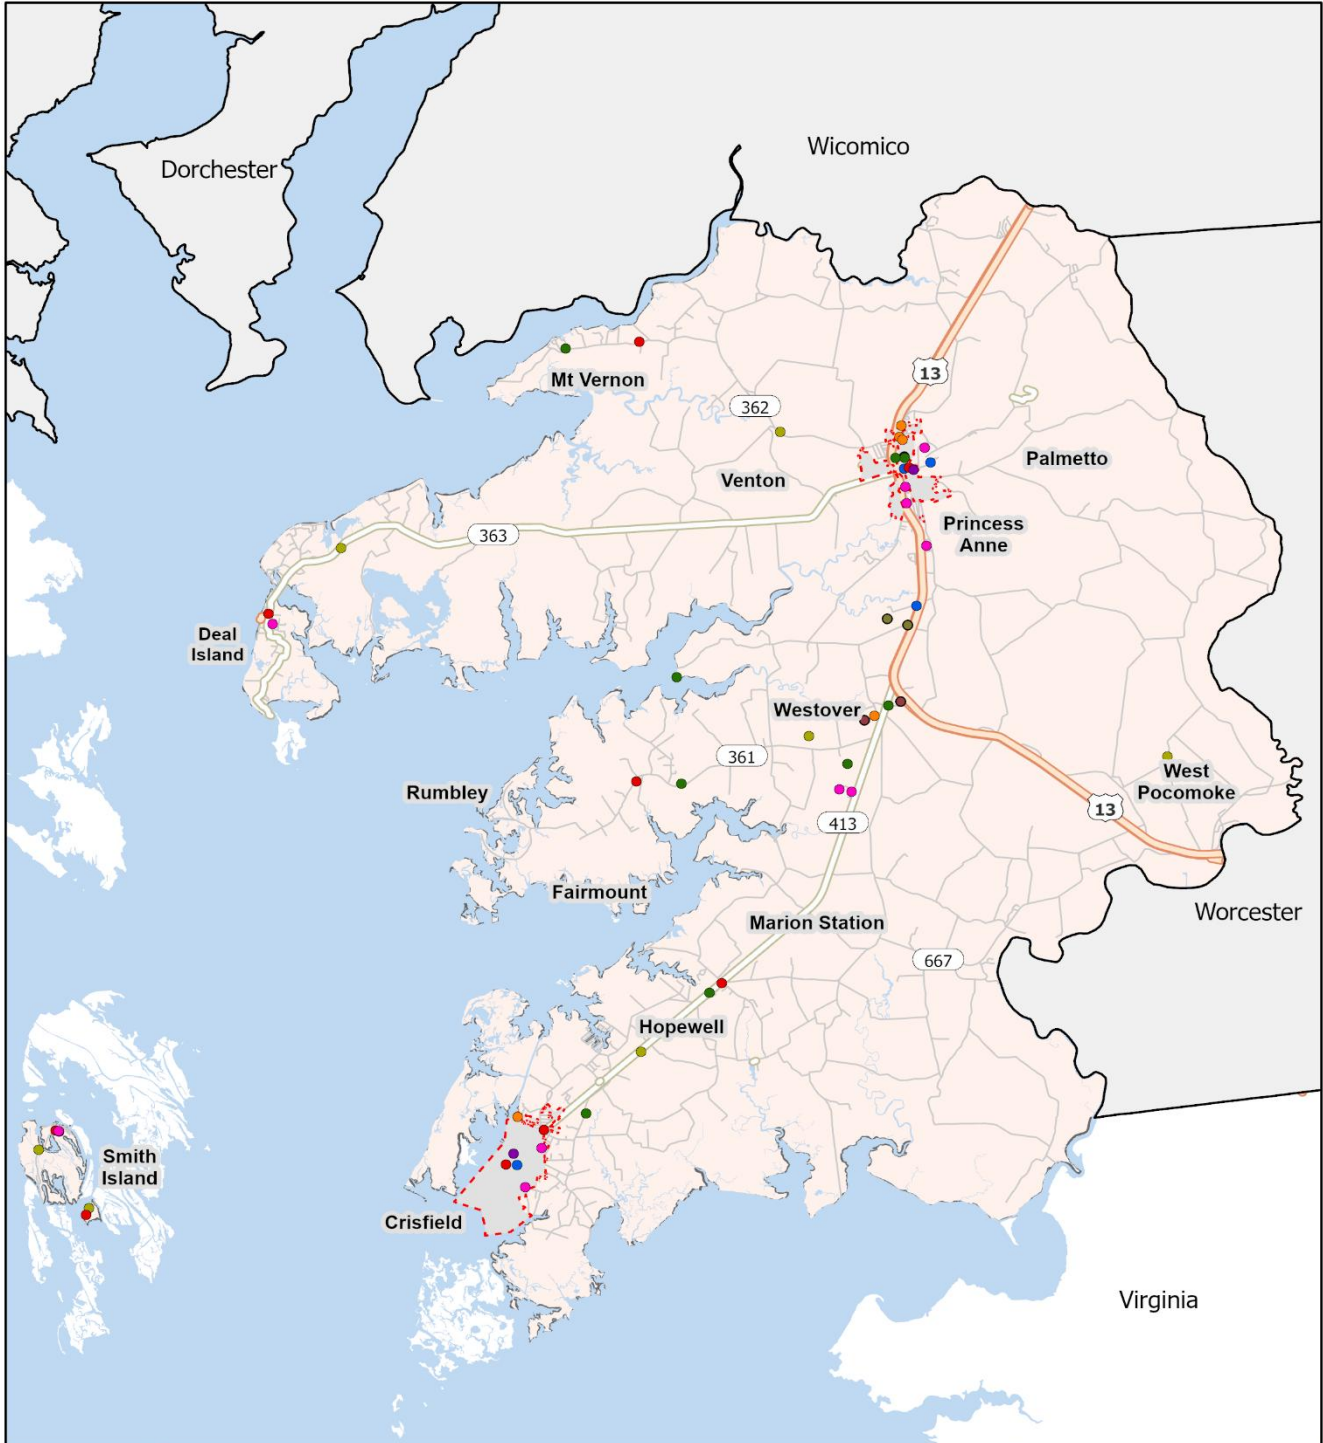 Wicomico
Dorchester
13
Mt Vernon
362
Palmetto
Venton
Princess
Anne
363
Deal
Island
Westover
361
West
Pocomoke
Rumbley
13
413
Fairmount
Worcester
Marion Station
667
Hopewell
Smith
Island
Crisfield
Virginia